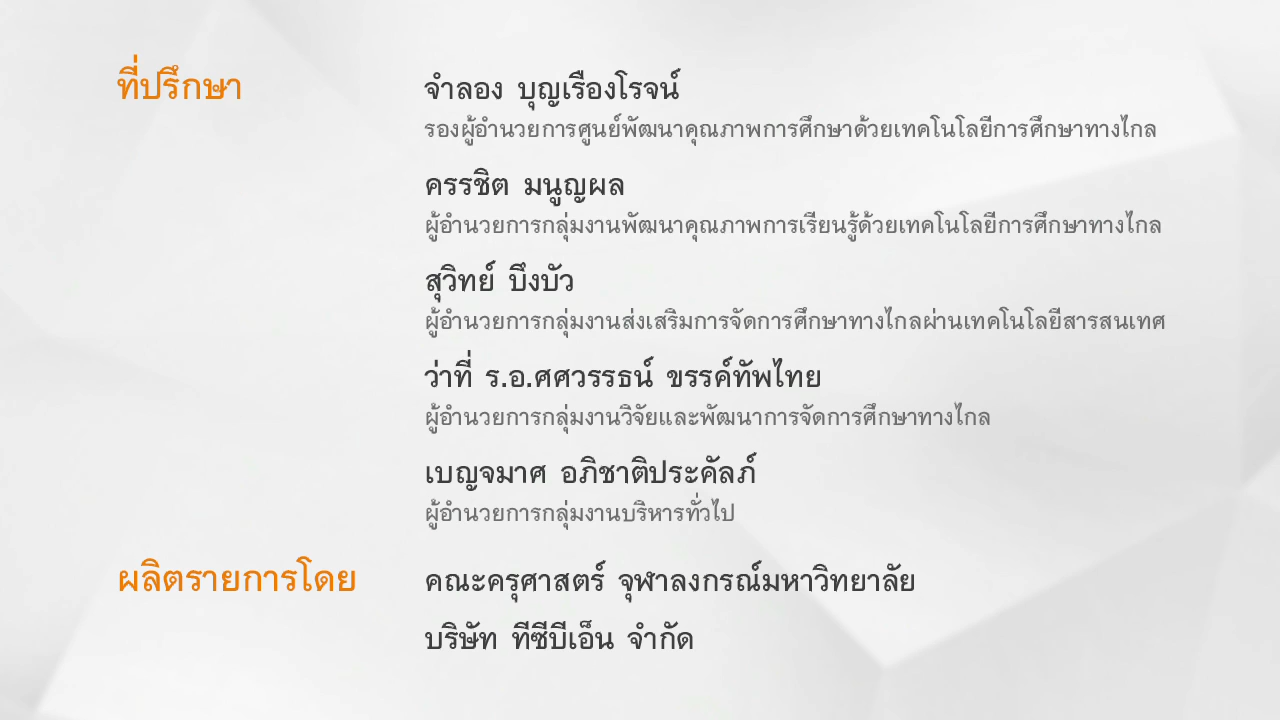 ที่ปรึกษา จำลอง บุญเรืองโรจน์
รองผู้อำนวยการศูนย์พัฒนาคุณภาพการศึกษาด้วยเทคโนโลยีการศึกษาทางไกล
ครรชิต มนูญผล
ผู้อำนวยการกลุ่มงานพัฒนาคุณภาพการเรียนรู้ด้วยเทคโนโลยีการศึกษาทางไกล
สุวิทย์ บึงบัว
ผู้อำนวยการกลุ่มงานส่งเสริมการจัดการศึกษาทางไกลผ่านเทคโนโลยีสารสนเทศ
ว่าที่ ร.อ.ศศวรรธน์ ขรรค์ทัพไทย
ผู้อำนวยการกลุ่มงานวิจัยและพัฒนาการจัดการศึกษาทางไกล
เบญจมาศ อภิชาติประคัลภ์
ผู้อำนวยการกลุ่มงานบริหารทั่วไป
ผลิตรายการโดย คณะครุศาสตร์ จุฬาลงกรณ์มหาวิทยาลัย
บริษัท ทีซีบีเอ็น จำกัด